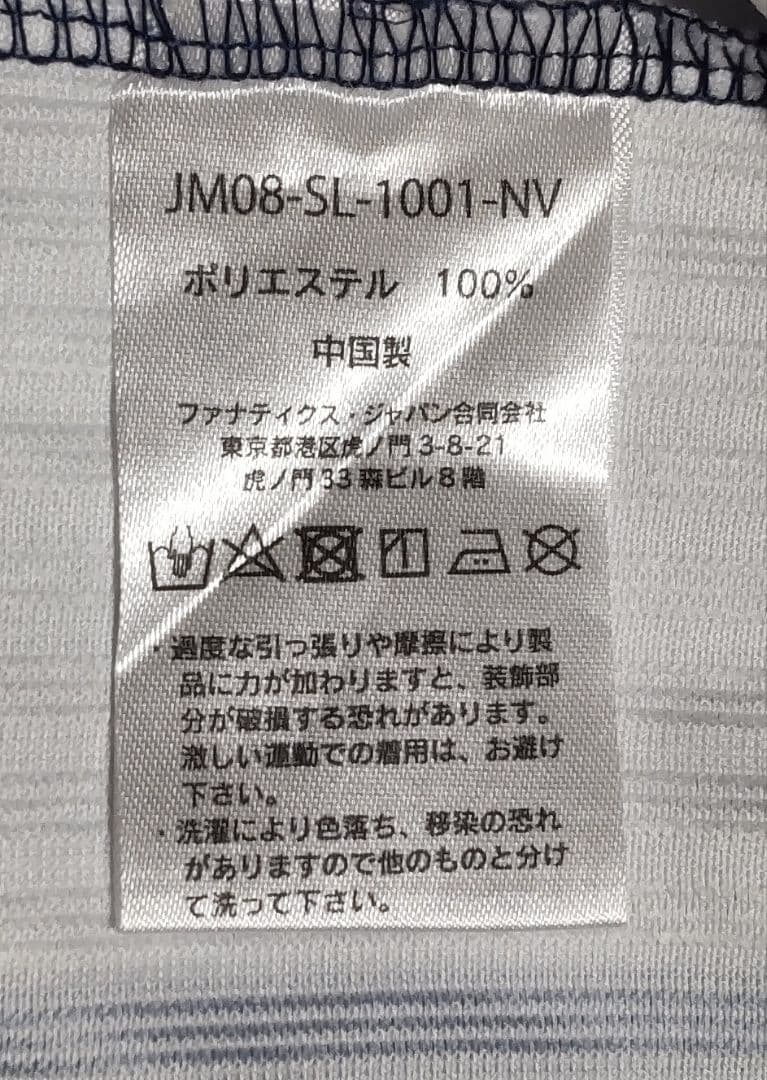 JM08-SL-1001-NV
ポリエステル 100%
中国製
ファナティクス・ジャパン合同会社
東京都港区虎ノ門3-8-21
虎ノ門33森ビル8階
・過度な引っ張りや摩擦により製
品に力が加わりますと、装飾部
分が破損する恐れがあります。
激しい運動での着用は、お避け
下さい。
・洗濯により色落ち、移染の恐れ
がありますので他のものと分け
て洗って下さい。